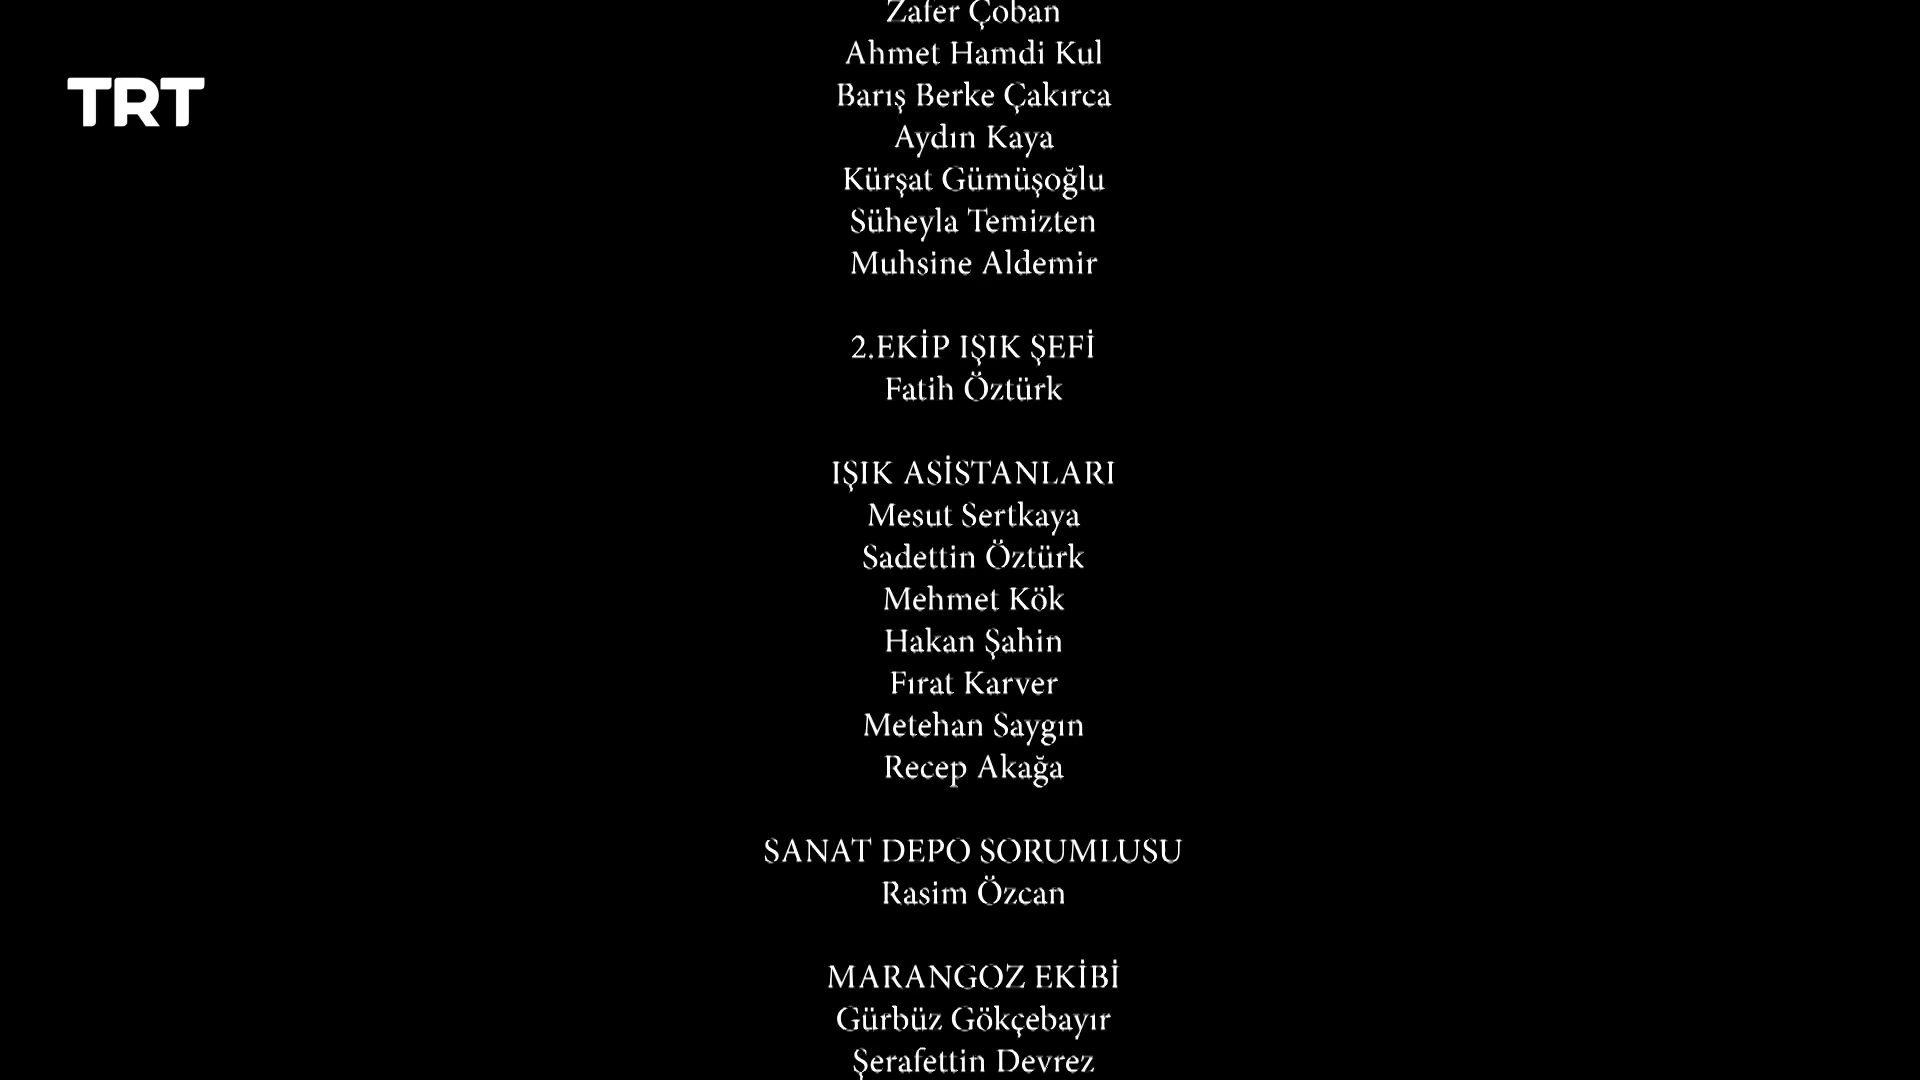 TRT
Zafer Çoban
Ahmet Hamdi Kul
Barış Berke Çakırca
Aydın Kaya
Kürşat Gümüşoğlu
Süheyla Temizten
Muhsine Aldemir
2.EKİP IŞIK ŞEFİ
Fatih Öztürk
IŞIK ASİSTANLARI
Mesut Sertkaya
Sadettin Öztürk
Mehmet Kök
Hakan Şahin
Fırat Karver
Metehan Saygın
Recep Akağa
SANAT DEPO SORUMLUSU
Rasim Özcan
MARANGOZ EKİBİ
Gürbüz Gökçebayır
Şerafettin Devrez